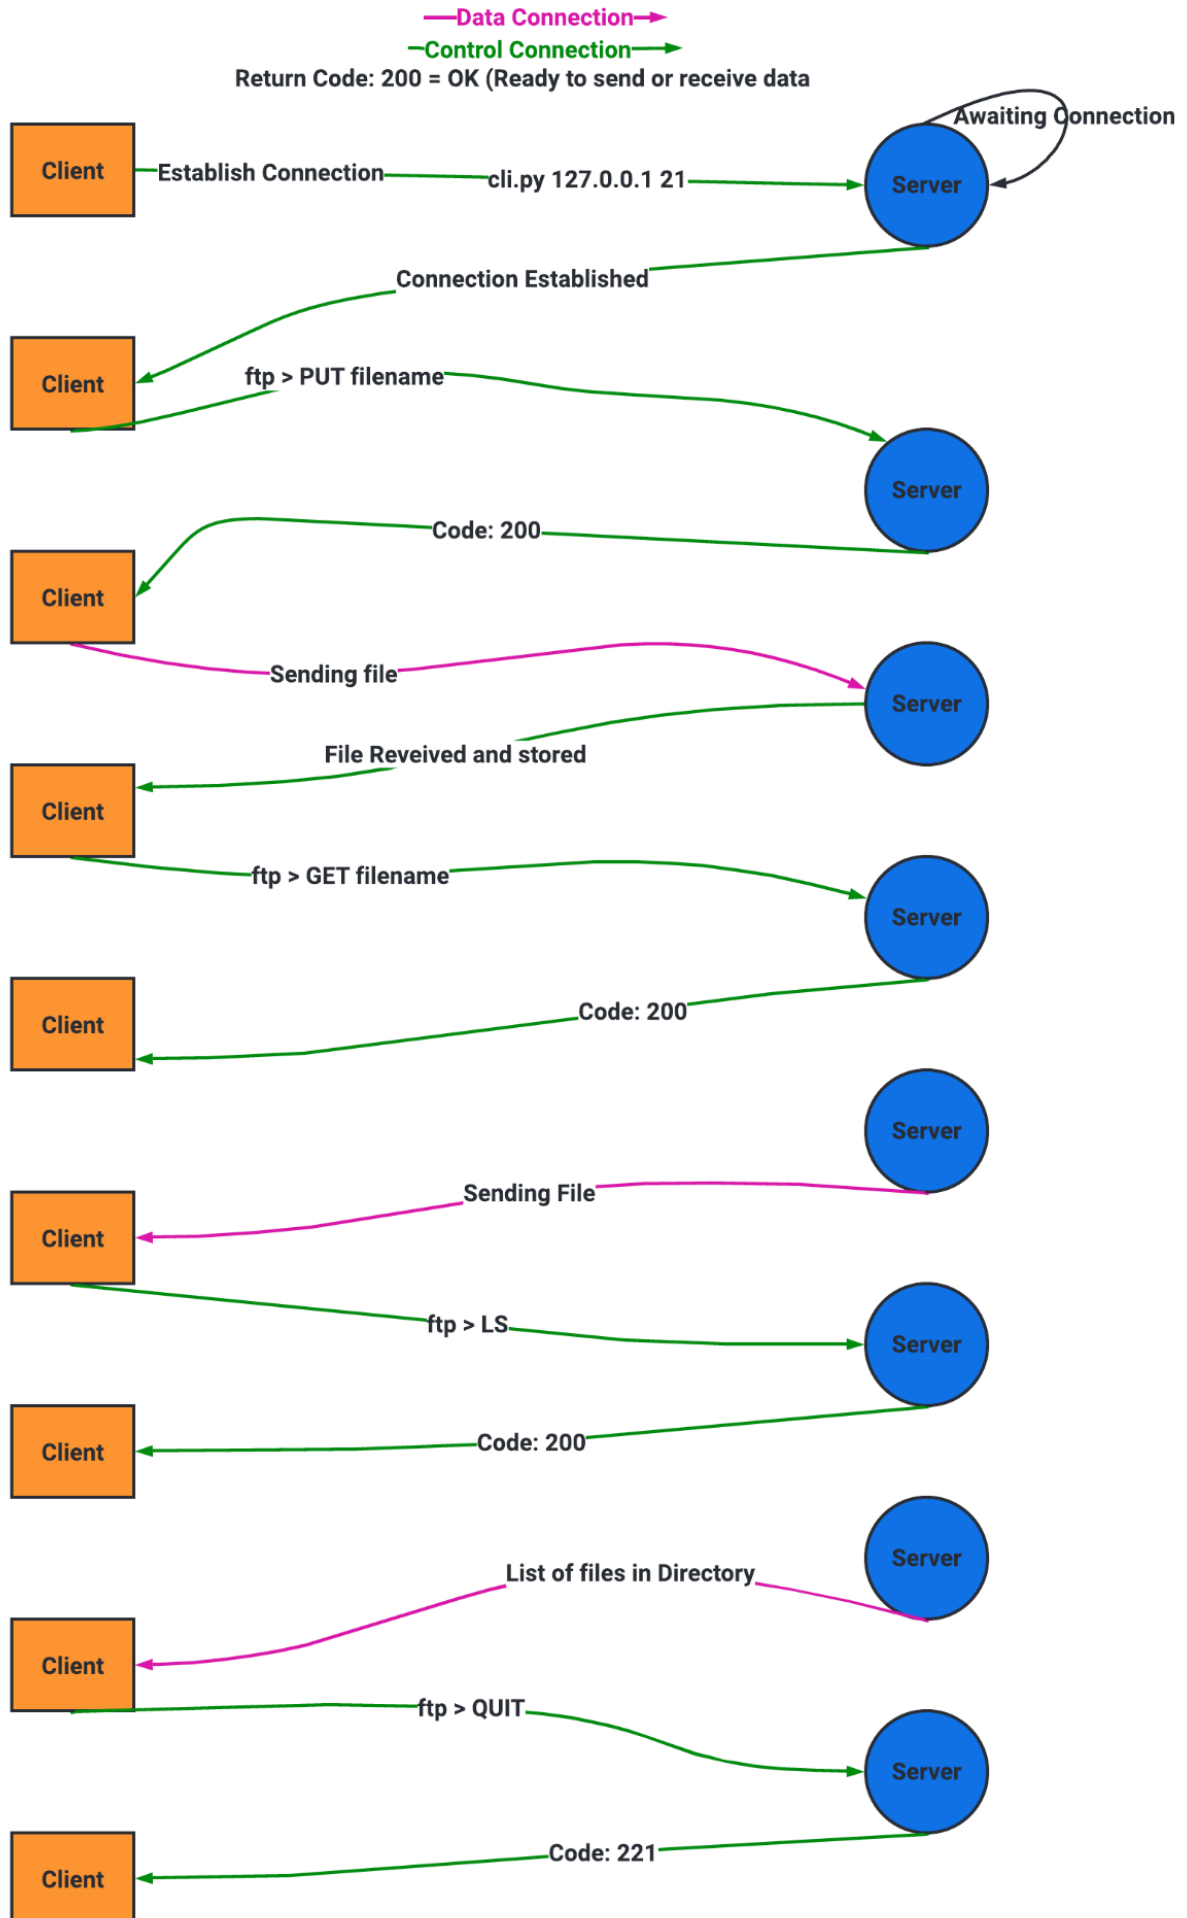 Data Connection
Control Connection
Return Code: 200 = OK (Ready to send or receive data
Awaiting Connection
Client
Establish Connection
cli.py 127.0.0.1 21
Server
Connection Established
Client
ftp > PUT filename
Server
Code: 200
Client
Sending file
Server
File Reveived and stored
Client
ftp > GET filename
Server
Code: 200
Client
Server
Sending File
Client
ftp > LS
Server
Code: 200
Client
Server
List of files in Directory
Client
ftp > QUIT
Server
Code: 221
Client